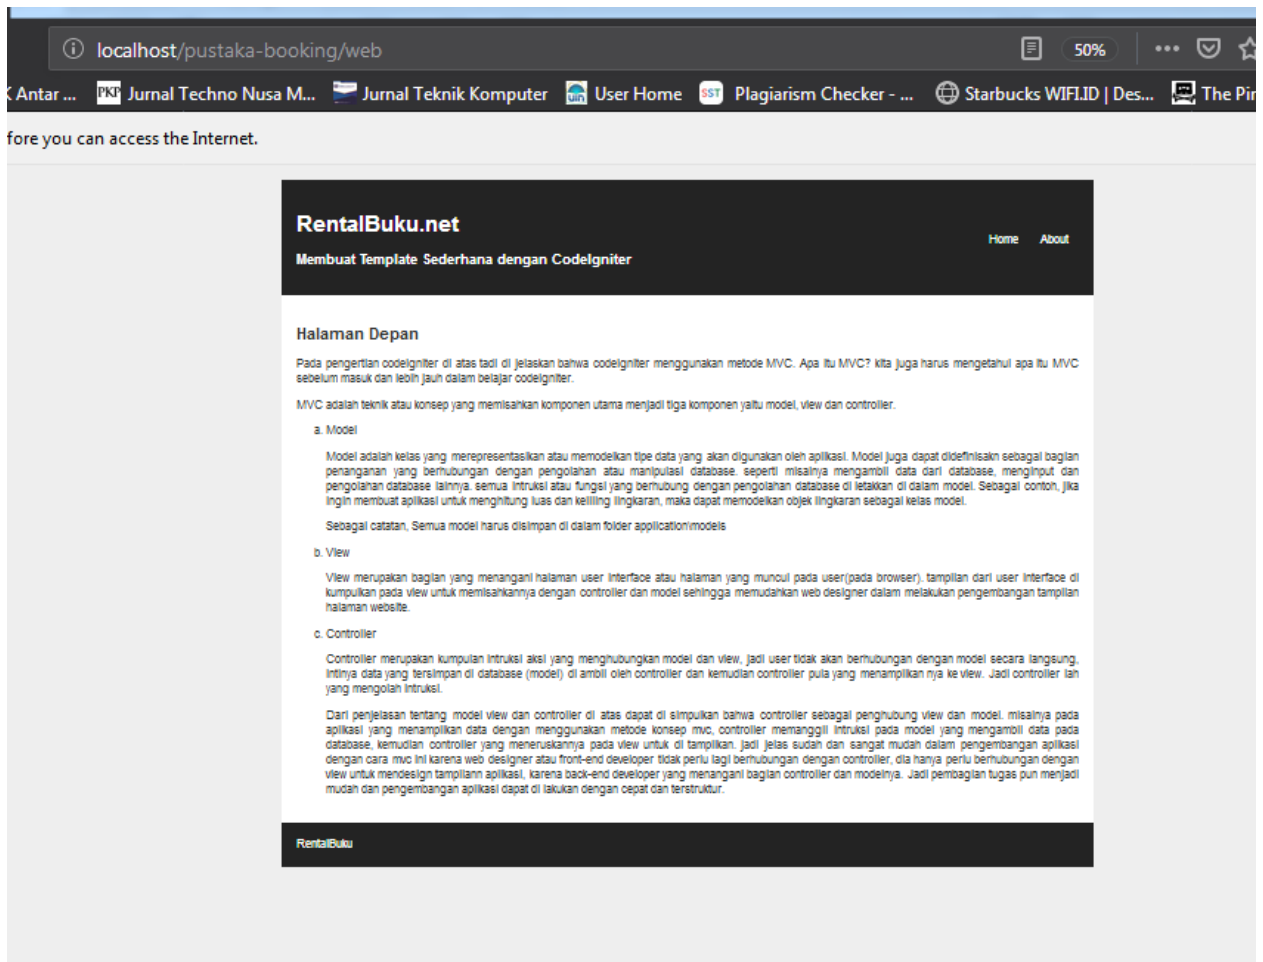 localhost/pustaka-booking/web
50%
Antar ... PKP Jurnal Techno Nusa M... Jurnal Teknik Komputer uin User Home SST Plagiarism Checker - ... Starbucks WIFI.ID | Des... The Pir
fore you can access the Internet.
RentalBuku.net
Home About
Membuat Template Sederhana dengan CodeIgniter
Halaman Depan
Pada pengertian codeigniter di atas tadi di jelaskan bahwa codeigniter menggunakan metode MVC. Apa itu MVC? kita juga harus mengetahui apa itu MVC
sebelum masuk dan lebih jauh dalam belajar codeigniter.
MVC adalah teknik atau konsep yang memisahkan komponen utama menjadi tiga komponen yaitu model, view dan controller.
a. Model
Model adalah kelas yang merepresentasikan atau memodelkan tipe data yang akan digunakan oleh aplikasi. Model juga dapat didefinisakn sebagai bagian
penanganan yang berhubungan dengan pengolahan atau manipulasi database. seperti misalnya mengambil data dari database, menginput dan
pengolahan database lainnya. semua intruksi atau fungsi yang berhubung dengan pengolahan database di letakkan di dalam model. Sebagai contoh, jika
ingin membuat aplikasi untuk menghitung luas dan keliling lingkaran, maka dapat memodelkan objek lingkaran sebagai kelas model.
Sebagai catatan, Semua model harus disimpan di dalam folder application\models
b. View
View merupakan bagian yang menangani halaman user interface atau halaman yang muncul pada user(pada browser). tampilan dari user interface di
kumpulkan pada view untuk memisahkannya dengan controller dan model sehingga memudahkan web designer dalam melakukan pengembangan tampilan
halaman website.
c. Controller
Controller merupakan kumpulan intruksi aksi yang menghubungkan model dan view, jadi user tidak akan berhubungan dengan model secara langsung,
intinya data yang tersimpan di database (model) di ambil oleh controller dan kemudian controller pula yang menampilkan nya ke view. Jadi controller lah
yang mengolah intruksi.
Dari penjelasan tentang model view dan controller di atas dapat di simpulkan bahwa controller sebagai penghubung view dan model. misalnya pada
aplikasi yang menampilkan data dengan menggunakan metode konsep mvc, controller memanggil intruksi pada model yang mengambil data pada
database, kemudian controller yang meneruskannya pada view untuk di tampilkan. jadi jelas sudah dan sangat mudah dalam pengembangan aplikasi
dengan cara mvc ini karena web designer atau front-end developer tidak perlu lagi berhubungan dengan controller, dia hanya perlu berhubungan dengan
view untuk mendesign tampilann aplikasi, karena back-end developer yang menangani bagian controller dan modelnya. Jadi pembagian tugas pun menjadi
mudah dan pengembangan aplikasi dapat di lakukan dengan cepat dan terstruktur.
RentalBuku